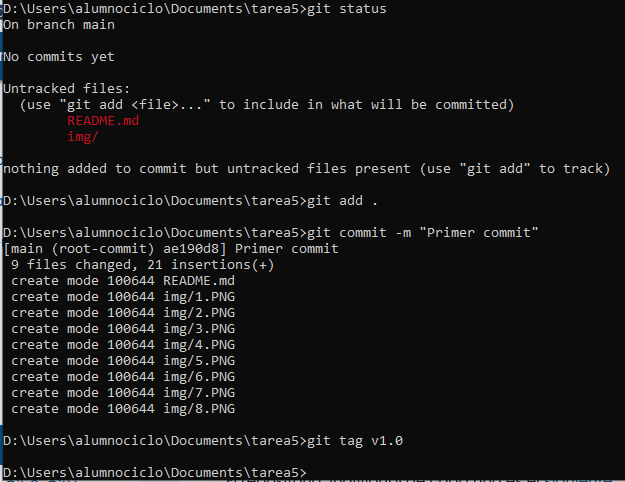 D:\Users\alumnociclo\Documents\tarea5>git status
On branch main
No commits yet
Untracked files:
(use "git add <file>..." to include in what will be committed)
README.md
img/
nothing added to commit but untracked files present (use "git add" to track)
D:\Users\alumnociclo\Documents\tarea5>git add .
D:\Users\alumnociclo\Documents\tarea5>git commit -m "Primer commit"
[main (root-commit) ae190d8] Primer commit
9 files changed, 21 insertions(+)
create mode 100644 README.md
create mode 100644 img/1.PNG
create mode 100644 img/2.PNG
create mode 100644 img/3.PNG
create mode 100644 img/4.PNG
create mode 100644 img/5.PNG
create mode 100644 img/6.PNG
create mode 100644 img/7.PNG
create mode 100644 img/8.PNG
D:\Users\alumnociclo\Documents\tarea5>git tag v1.0
D:\Users\alumnociclo\Documents\tarea5>